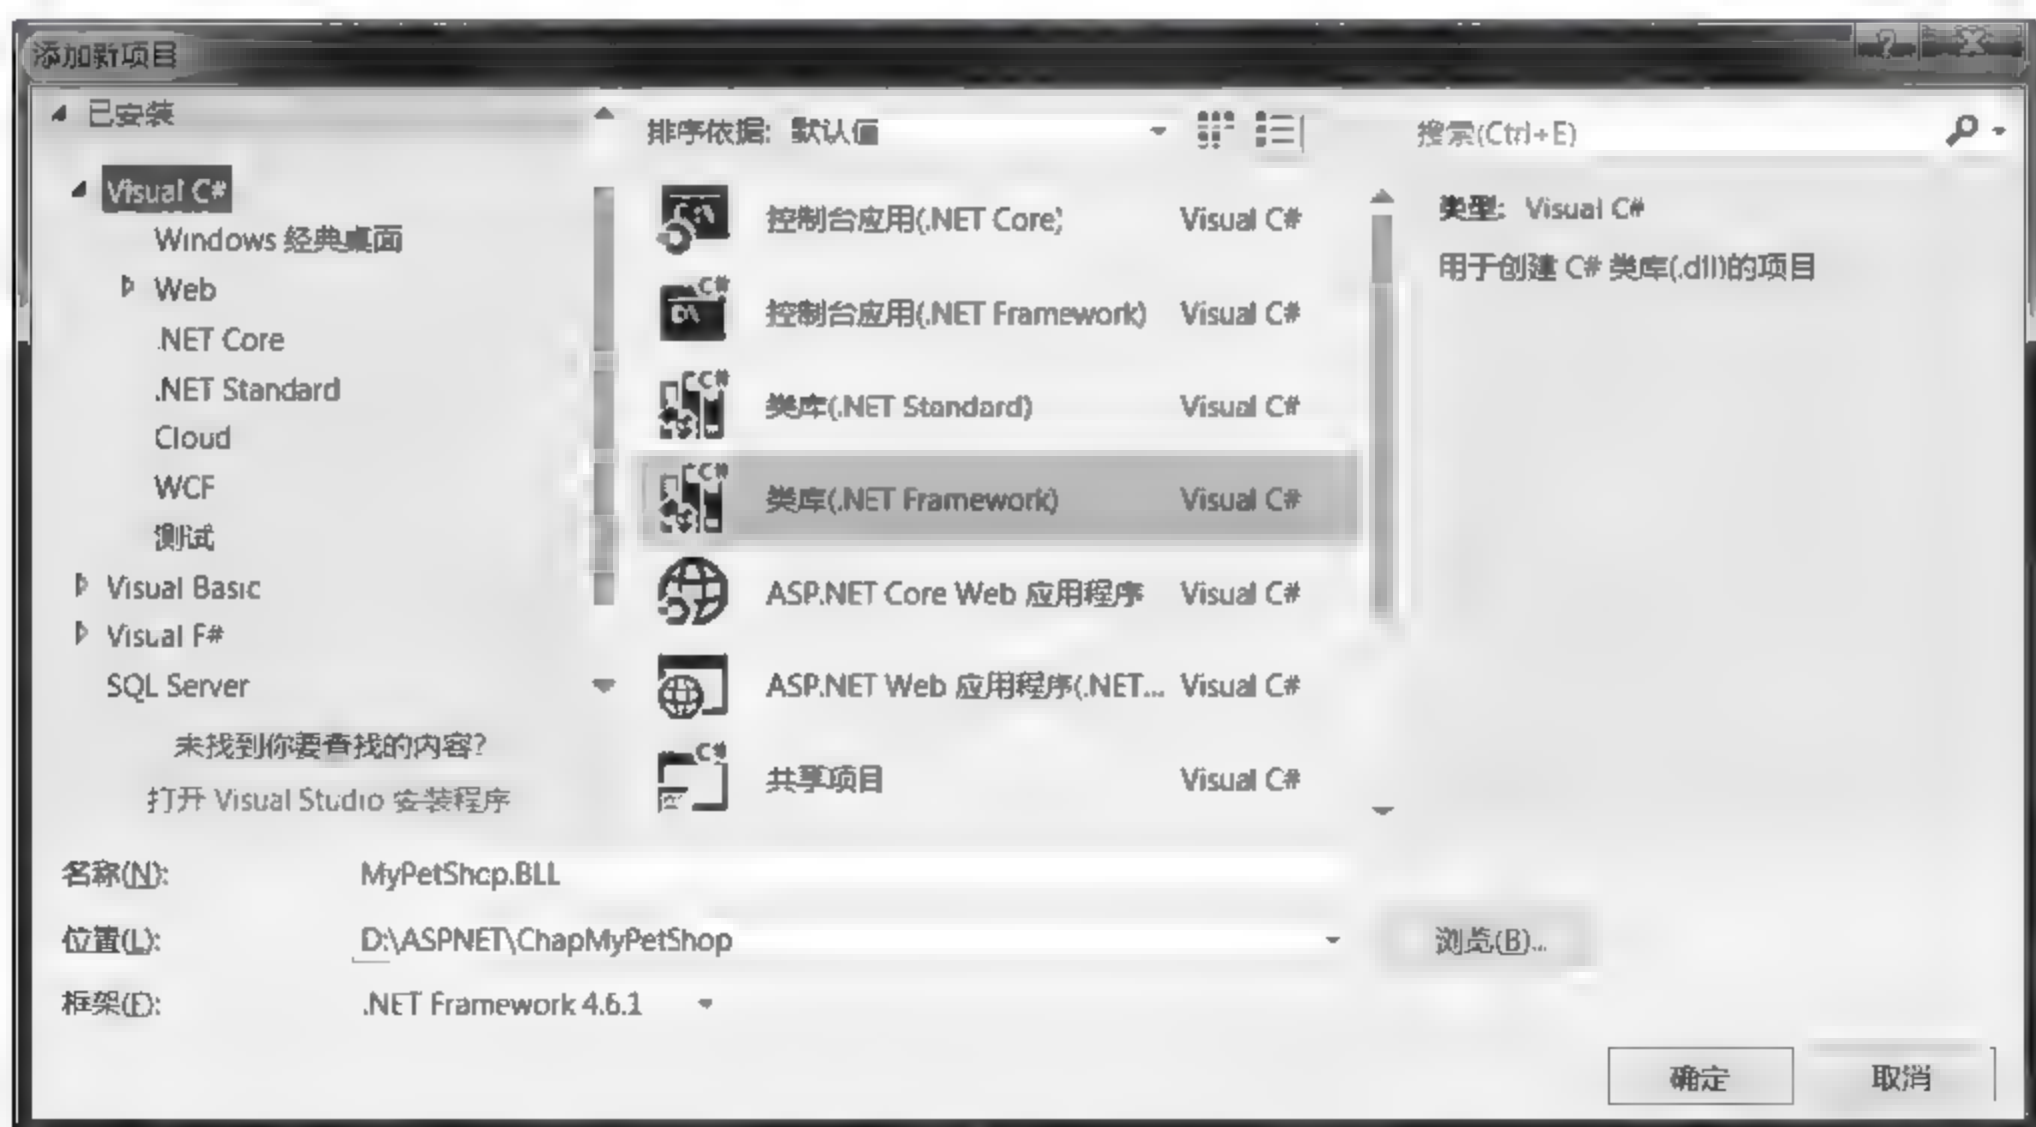 添加新项目
已安装
Visual C#
Windows 经典桌面
Web
.NET Core
.NET Standard
Cloud
WCF
测试
Visual Basic
Visual F#
SQL Server
未找到你要查找的内容?
打开 Visual Studio 安装程序
排序依据: 默认值
控制台应用(.NET Core) Visual C#
控制台应用(.NET Framework) Visual C#
类库(.NET Standard) Visual C#
类库(.NET Framework) Visual C#
ASP.NET Core Web 应用程序 Visual C#
ASP.NET Web 应用程序(.NET... Visual C#
共享项目 Visual C#
搜索(Ctrl+E)
类型: Visual C#
用于创建 C# 类库(.dll)的项目
名称(N): MyPetShop.BLL
位置(L): D:\ASPNET\ChapMyPetShop 浏览(B)...
框架(F): .NET Framework 4.6.1
确定 取消